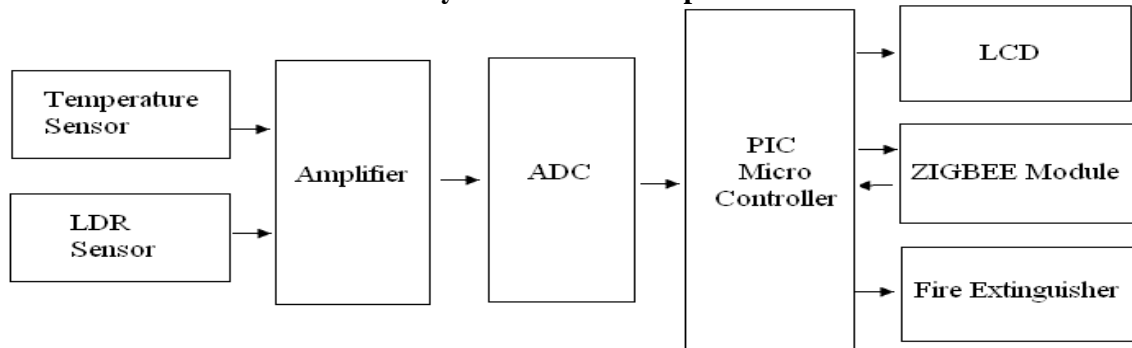 Temperature
Sensor
LDR
Sensor
Amplifier
ADC
PIC
Micro
Controller
LCD
ZIGBEE Module
Fire Extinguisher